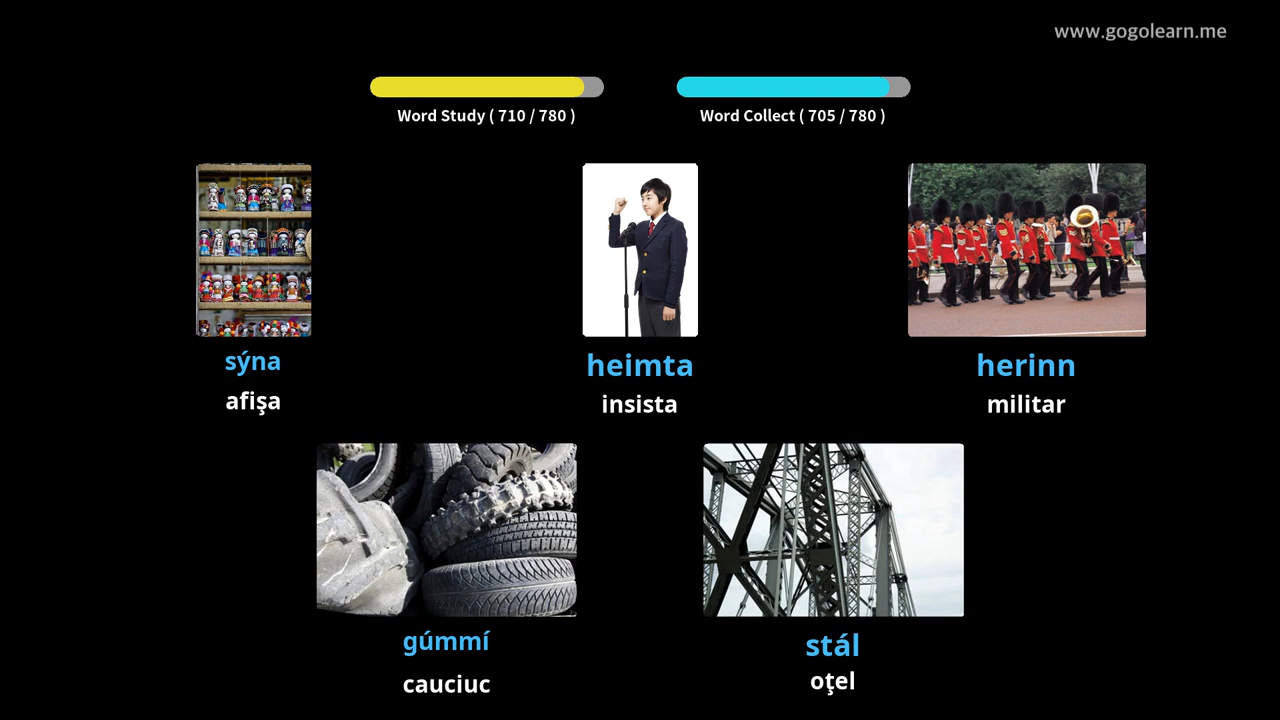 www.gogolearn.me
Word Study ( 710 / 780 )
Word Collect ( 705 / 780 )
sýna
afişa
heimta
insista
herinn
militar
gúmmí
cauciuc
stál
oţel